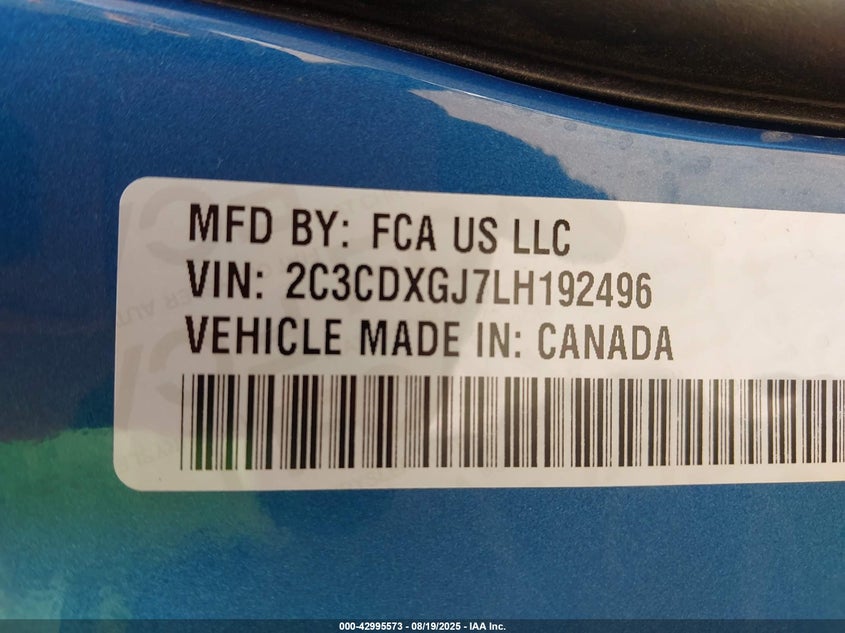 MFD BY: FCA US LLC
VIN: 2C3CDXGJ7LH192496
VEHICLE MADE IN: CANADA
000-42995573 — 08/19/2025 — IAA Inc.